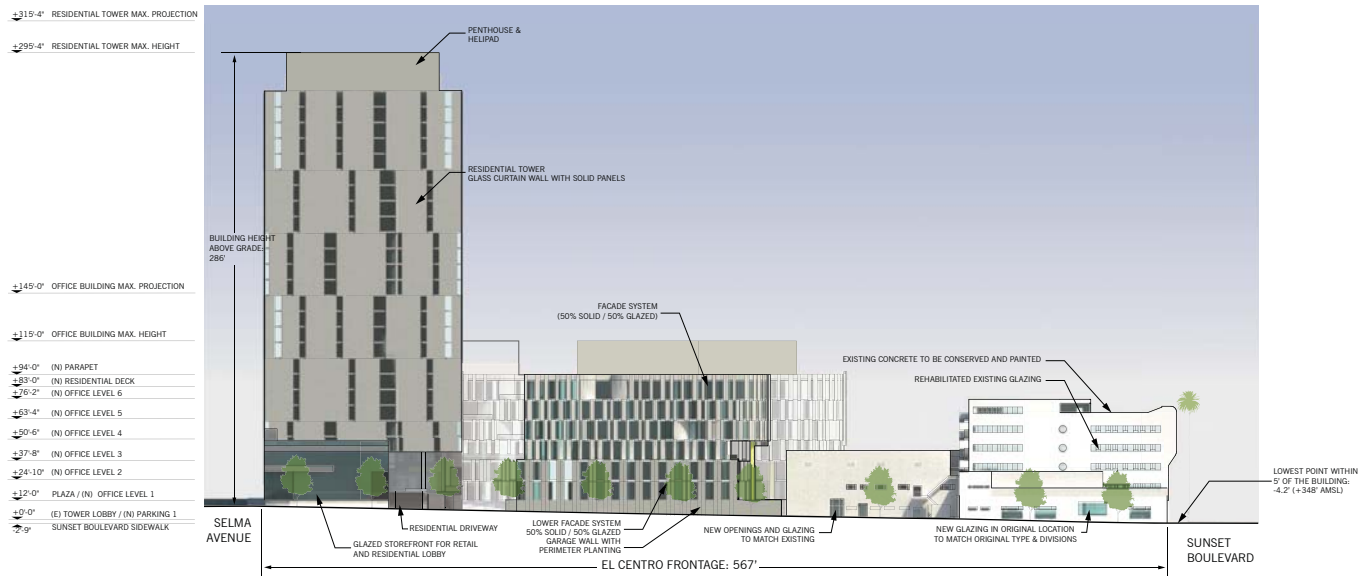 +315'-4" RESIDENTIAL TOWER MAX. PROJECTION
+295'-4" RESIDENTIAL TOWER MAX. HEIGHT
+145'-0" OFFICE BUILDING MAX. PROJECTION
+115'-0" OFFICE BUILDING MAX. HEIGHT
+94'-0" (N) PARAPET
+83'-0" (N) RESIDENTIAL DECK
+76'-2" (N) OFFICE LEVEL 6
+63'-4" (N) OFFICE LEVEL 5
+50'-6" (N) OFFICE LEVEL 4
+37'-8" (N) OFFICE LEVEL 3
+24'-10" (N) OFFICE LEVEL 2
+12'-0" PLAZA / (N) OFFICE LEVEL 1
+0'-0" (E) TOWER LOBBY / (N) PARKING 1
-2'-9" SUNSET BOULEVARD SIDEWALK
PENTHOUSE &
HELIPAD
RESIDENTIAL TOWER
GLASS CURTAIN WALL WITH SOLID PANELS
BUILDING HEIGHT
ABOVE GRADE:
286'
FACADE SYSTEM
(50% SOLID / 50% GLAZED)
EXISTING CONCRETE TO BE CONSERVED AND PAINTED
REHABILITATED EXISTING GLAZING
LOWEST POINT WITHIN
5' OF THE BUILDING:
-4.2' (+348' AMSL)
SELMA
AVENUE
RESIDENTIAL DRIVEWAY
GLAZED STOREFRONT FOR RETAIL
AND RESIDENTIAL LOBBY
LOWER FACADE SYSTEM
50% SOLID / 50% GLAZED
GARAGE WALL WITH
PERIMETER PLANTING
NEW OPENINGS AND GLAZING
TO MATCH EXISTING
NEW GLAZING IN ORIGINAL LOCATION
TO MATCH ORIGINAL TYPE & DIVISIONS
SUNSET
BOULEVARD
EL CENTRO FRONTAGE: 567'